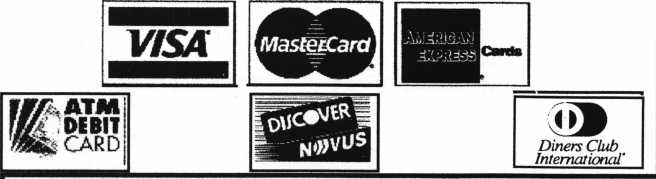 VISA®
MasterCard®
AMERICAN
EXPRESS®
Cards
ATM
DEBIT
CARD
DISCOVER®
NOVUS
Diners Club
International®